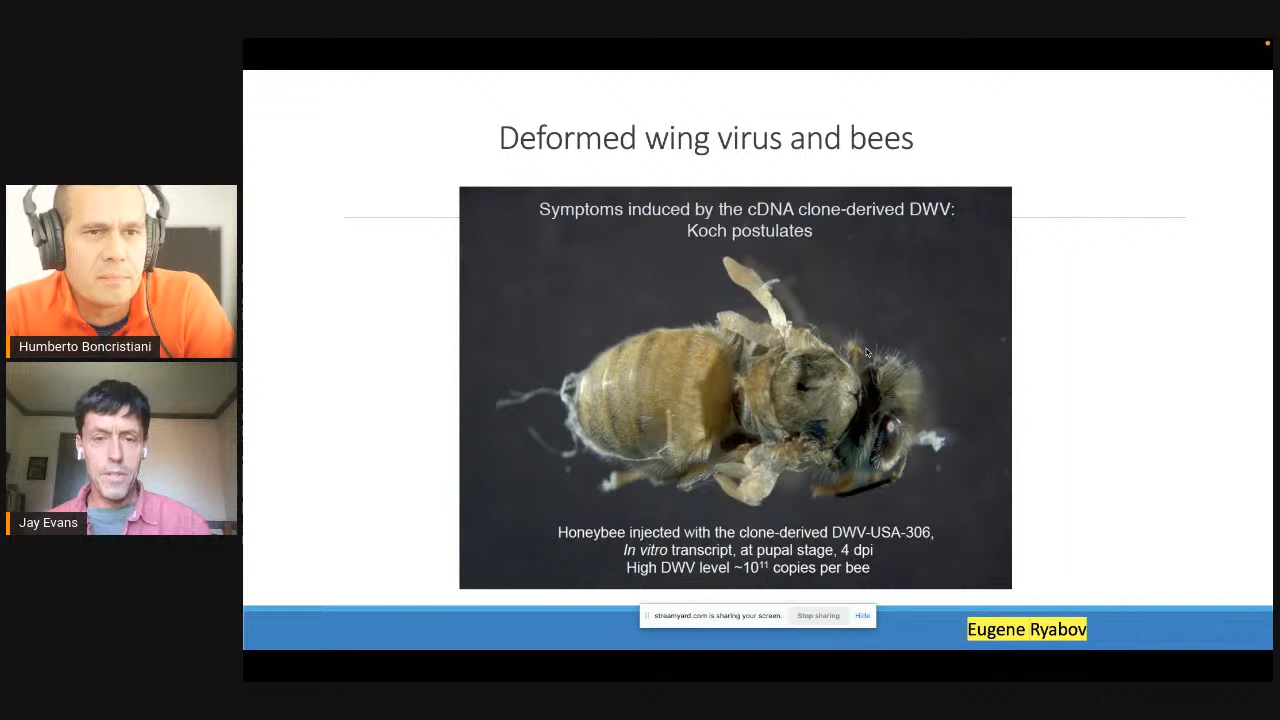 Deformed wing virus and bees
Symptoms induced by the cDNA clone-derived DWV:
Koch postulates
Humberto Boncristiani
Jay Evans
Honeybee injected with the clone-derived DWV-USA-306,
In vitro transcript, at pupal stage, 4 dpi
High DWV level ~10¹¹ copies per bee
streamyard.com is sharing your screen. Stop sharing Hide
Eugene Ryabov